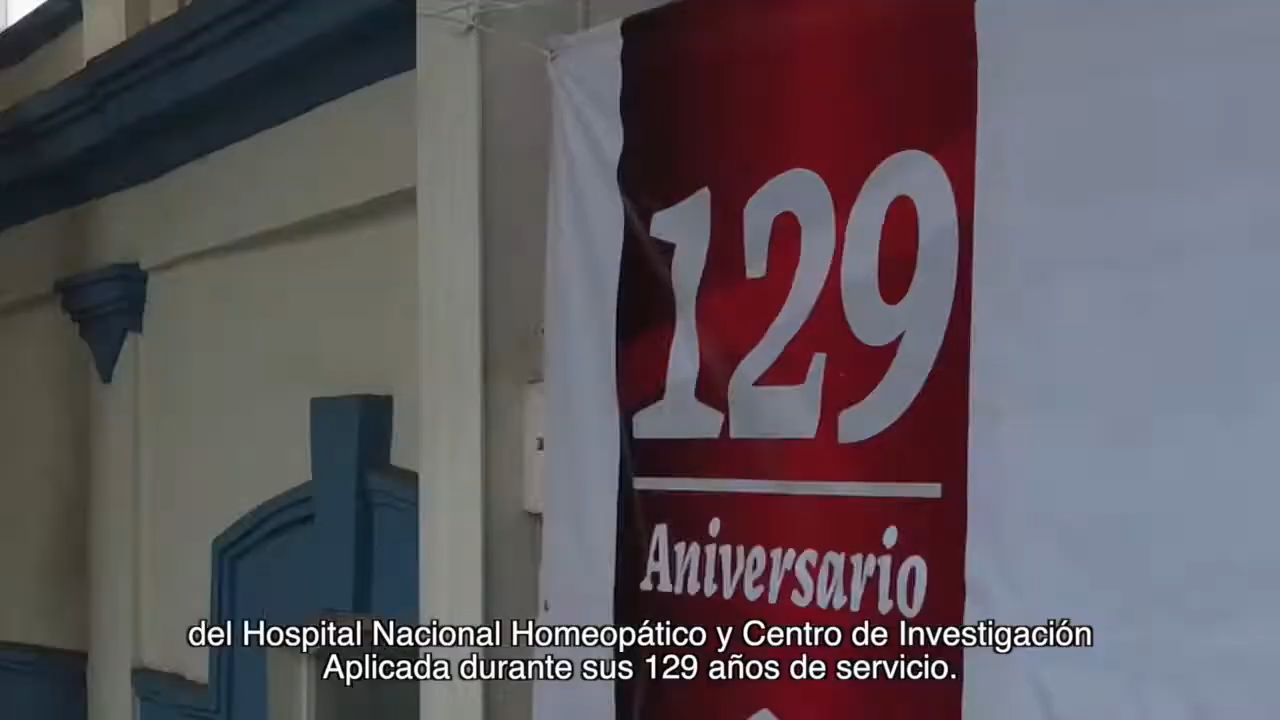 129
Aniversario
del Hospital Nacional Homeopático y Centro de Investigación
Aplicada durante sus 129 años de servicio.